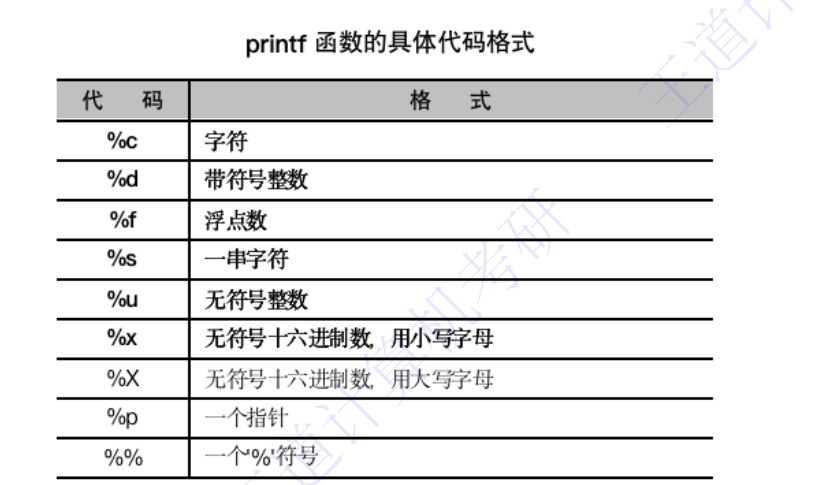 printf 函数的具体代码格式
代 码 格 式
%c 字符
%d 带符号整数
%f 浮点数
%s 一串字符
%u 无符号整数
%x 无符号十六进制数, 用小写字母
%X 无符号十六进制数, 用大写字母
%p 一个指针
%% 一个'%'符号
王道计算机考研
王道计